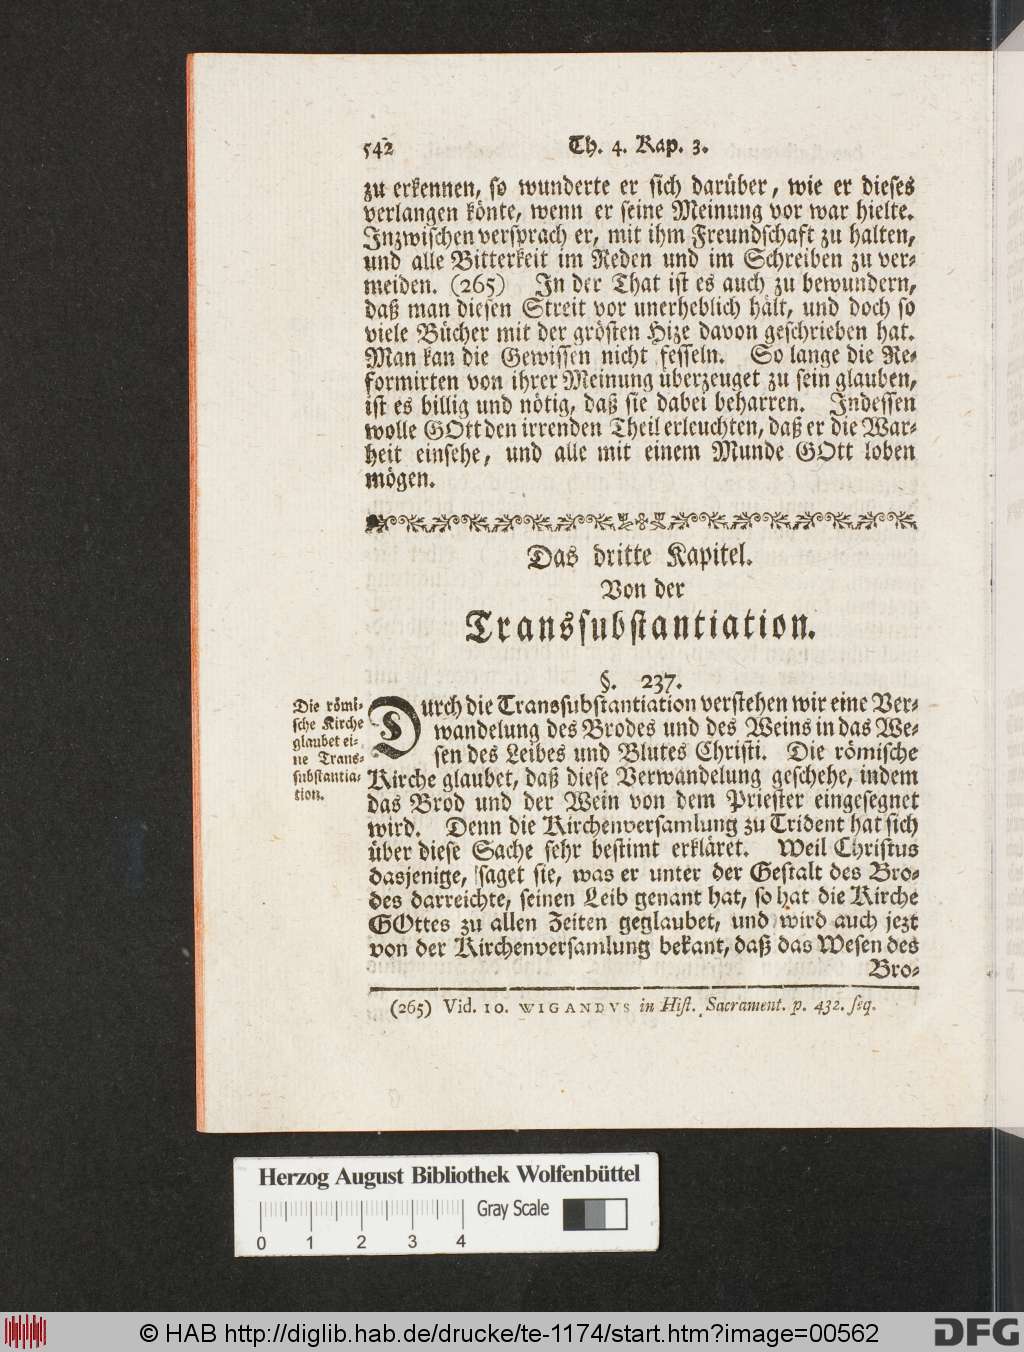 542 Th. 4. Kap. 3.
zu erkennen, ſo wunderte er ſich darüber, wie er dieſes
verlangen könte, wenn er ſeine Meinung vor war hielte.
Inzwiſchen verſprach er, mit ihm Freundſchaft zu halten,
und alle Bitterkeit im Reden und im Schreiben zu ver-
meiden. (265) In der That iſt es auch zu bewundern,
daß man dieſen Streit vor unerheblich hält, und doch ſo
viele Bücher mit der gröſten Hize davon geſchrieben hat.
Man kan die Gewiſſen nicht feſſeln. So lange die Re-
formirten von ihrer Meinung überzeuget zu ſein glauben,
iſt es billig und nötig, daß ſie dabei beharren. Indeſſen
wolle GOtt den irrenden Theil erleuchten, daß er die War-
heit einſehe, und alle mit einem Munde GOtt loben
mögen.
Das dritte Kapitel.
Von der
Transſubſtantiation.
§. 237.
Die römi-
ſche Kirche
glaubet ei-
ne Trans-
ſubſtantia-
tion.
Durch die Transſubſtantiation verſtehen wir eine Ver-
wandelung des Brodes und des Weins in das We-
ſen des Leibes und Blutes Chriſti. Die römiſche
Kirche glaubet, daß dieſe Verwandelung geſchehe, indem
das Brod und der Wein von dem Prieſter eingeſegnet
wird. Denn die Kirchenverſamlung zu Trident hat ſich
über dieſe Sache ſehr beſtimt erkläret. Weil Chriſtus
dasjenige, ſaget ſie, was er unter der Geſtalt des Bro-
des darreichte, ſeinen Leib genant hat, ſo hat die Kirche
GOttes zu allen Zeiten geglaubet, und wird auch jezt
von der Kirchenverſamlung bekant, daß das Weſen des
Bro-
(265) Vid. IO. WIGANDVS in Hiſt. Sacrament. p. 432. ſeq.
Herzog August Bibliothek Wolfenbüttel
Gray Scale
0 1 2 3 4
© HAB http://diglib.hab.de/drucke/te-1174/start.htm?image=00562
DFG